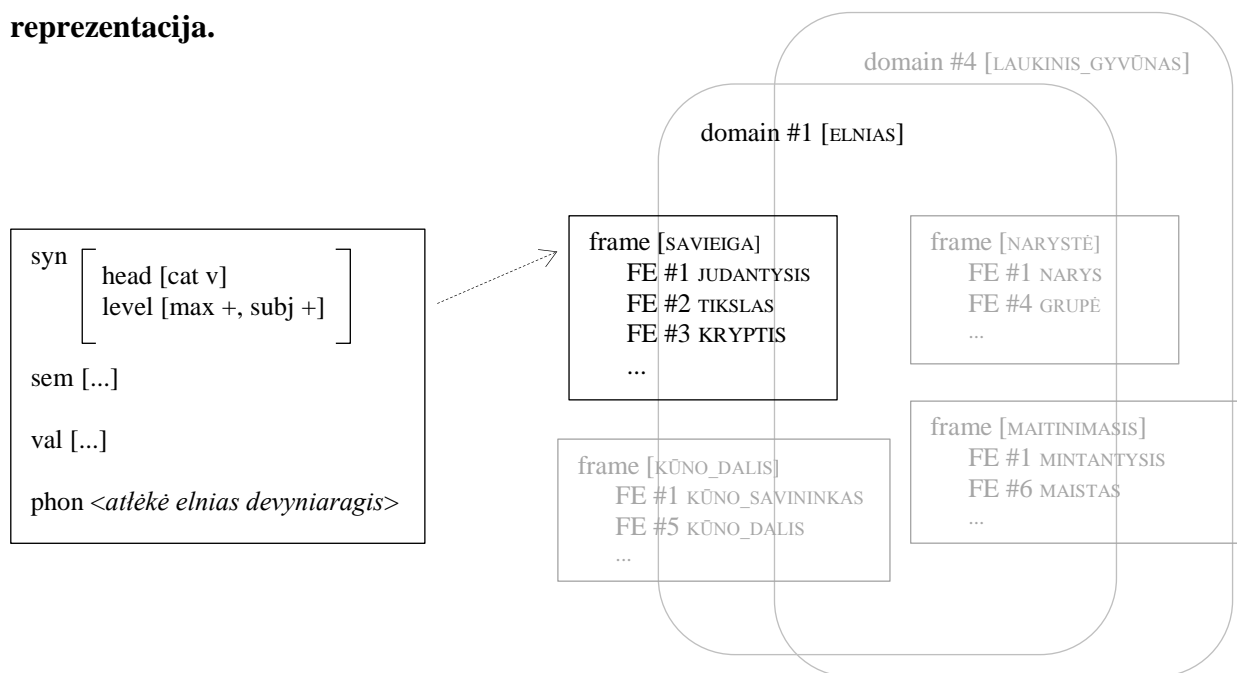 reprezentacija.
domain #4 [LAUKINIS_GYVŪNAS]
domain #1 [ELNIAS]
syn
head [cat v]
level [max +, subj +]
sem [...]
val [...]
phon <atłėkė elnias devyniaragis>
frame [SAVIEIGA]
FE #1 JUDANTYSIS
FE #2 TIKSLAS
FE #3 KRYPTIS
...
frame [NARYSTĖ]
FE #1 NARYS
FE #4 GRUPĖ
...
frame [KŪNO_DALIS]
FE #1 KŪNO_SAVININKAS
FE #5 KŪNO_DALIS
...
frame [MAITINIMASIS]
FE #1 MINTANTYSIS
FE #6 MAISTAS
...